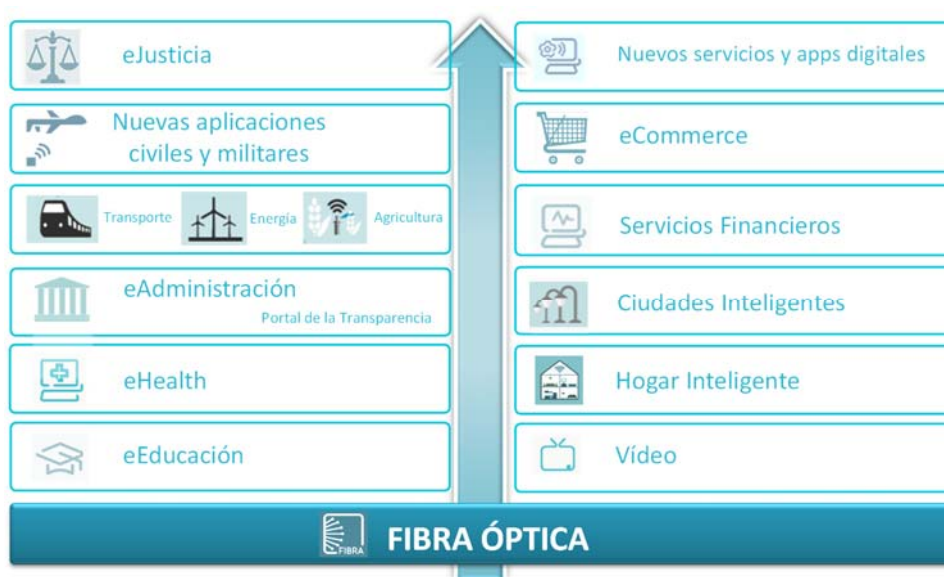 eJusticia
Nuevas aplicaciones
civiles y militares
Transporte
Energía
Agricultura
eAdministración
Portal de la Transparencia
eHealth
eEducación
Nuevos servicios y apps digitales
eCommerce
Servicios Financieros
Ciudades Inteligentes
Hogar Inteligente
Vídeo
FIBRA
FIBRA ÓPTICA